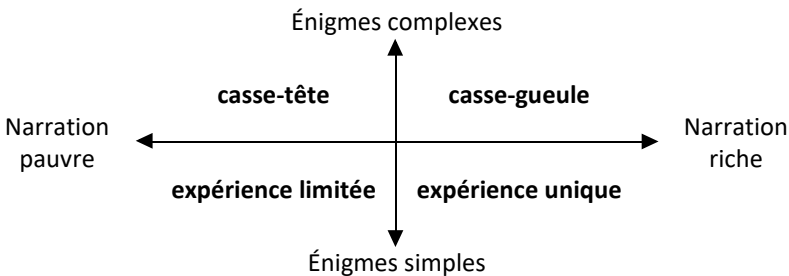 Énigmes complexes
casse-tête casse-gueule
Narration pauvre
Narration riche
expérience limitée expérience unique
Énigmes simples